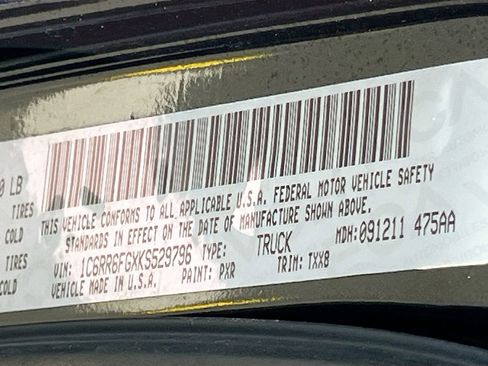 0 LB
TIRES
COLD
TIRES
COLD
THIS VEHICLE CONFORMS TO ALL APPLICABLE U.S.A. FEDERAL MOTOR VEHICLE SAFETY
STANDARDS IN EFFECT ON THE DATE OF MANUFACTURE SHOWN ABOVE.
VIN: 1C6RR6FGXKS529796 TYPE: TRUCK MDH: 091211 475AA
VEHICLE MADE IN U.S.A. PAINT: PXR TRIM: TXX8